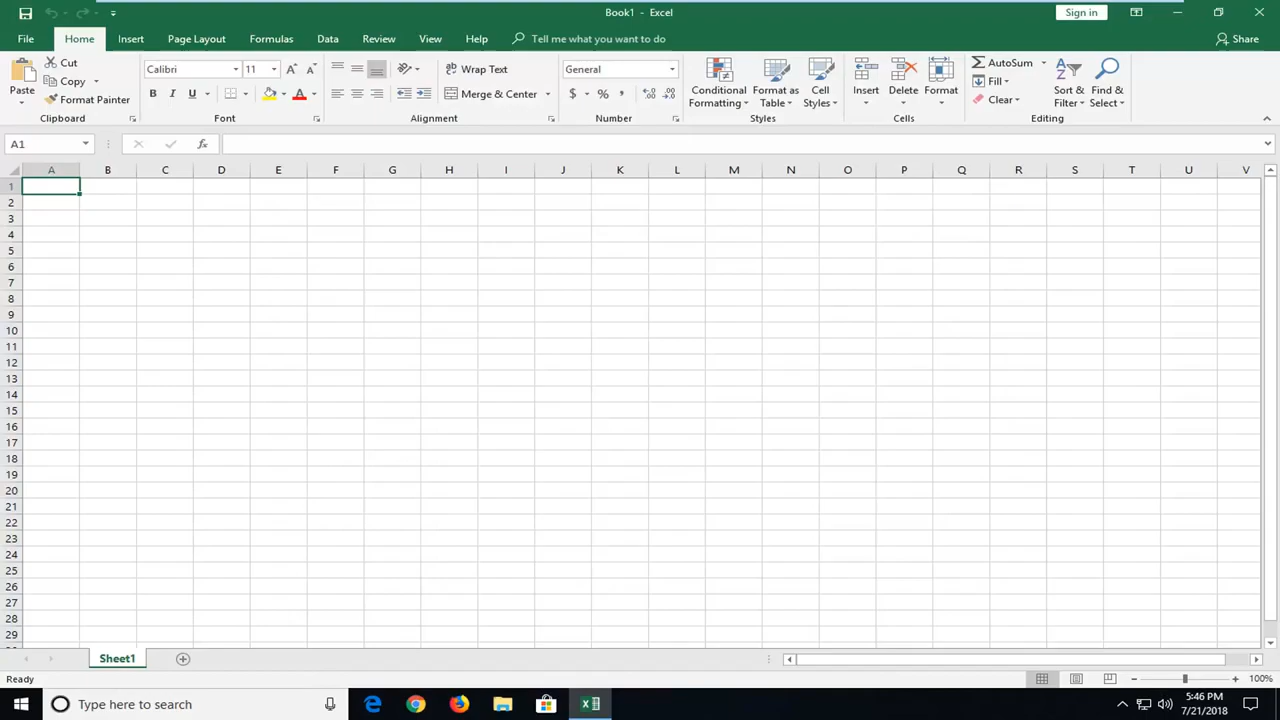 Book1 - Excel
Sign in
File Home Insert Page Layout Formulas Data Review View Help Tell me what you want to do Share
Paste
Cut
Copy
Format Painter
Clipboard
Calibri 11
B I U
Font
Wrap Text
Merge & Center
Alignment
General
$ % ,
Number
Conditional Formatting
Format as Table
Cell Styles
Styles
Insert
Delete
Format
Cells
AutoSum
Fill
Clear
Sort & Filter
Find & Select
Editing
A1 fx
A B C D E F G H I J K L M N O P Q R S T U V
1
2
3
4
5
6
7
8
9
10
11
12
13
14
15
16
17
18
19
20
21
22
23
24
25
26
27
28
29
Sheet1
Ready 100%
Type here to search
5:46 PM
7/21/2018